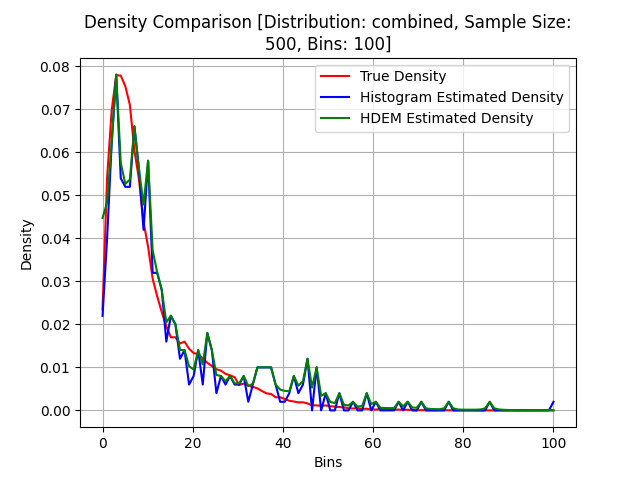 Density Comparison [Distribution: combined, Sample Size:
500, Bins: 100]
True Density
Histogram Estimated Density
HDEM Estimated Density
Density
0.08
0.07
0.06
0.05
0.04
0.03
0.02
0.01
0.00
0 20 40 60 80 100
Bins